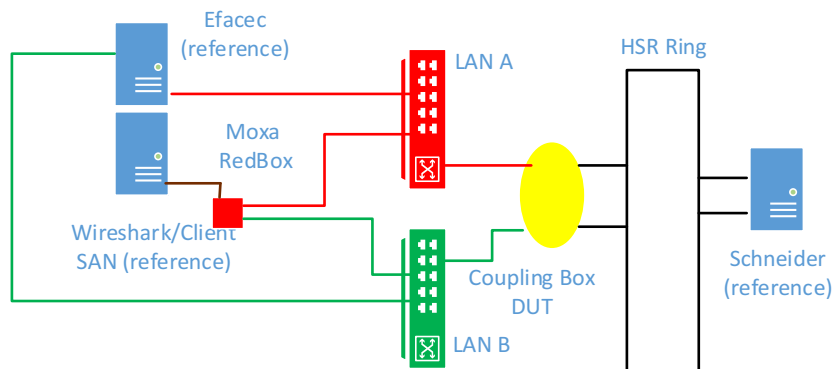 Efacec
(reference)
LAN A
HSR Ring
Moxa
RedBox
Wireshark/Client
SAN (reference)
Coupling Box
DUT
Schneider
(reference)
LAN B